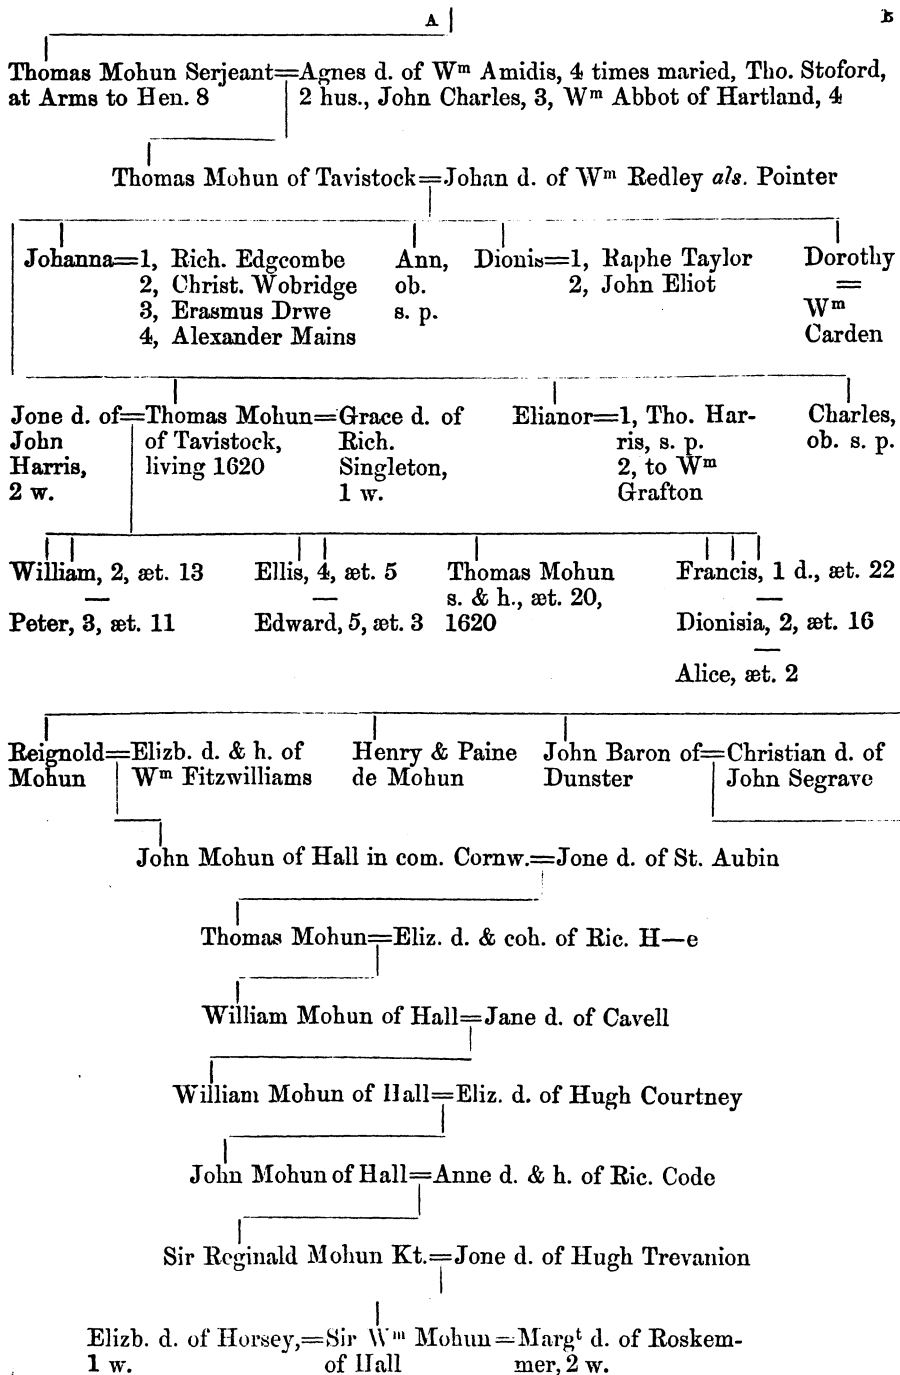 A b
Thomas Mohun Serjeant=Agnes d. of Wm Amidis, 4 times maried, Tho. Stoford,
at Arms to Hen. 8 2 hus., John Charles, 3, Wm Abbot of Hartland, 4
Thomas Mohun of Tavistock=Johan d. of Wm Redley als. Pointer
Johanna=1, Rich. Edgcombe Ann, Dionis=1, Raphe Taylor Dorothy
2, Christ. Wobridge ob. 2, John Eliot =
3, Erasmus Drwe s. p. Wm
4, Alexander Mains Carden
Jone d. of=Thomas Mohun=Grace d. of Elianor=1, Tho. Har- Charles,
John of Tavistock, Rich. ris, s. p. ob. s. p.
Harris, living 1620 Singleton, 2, to Wm
2 w. 1 w. Grafton
William, 2, æt. 13 Ellis, 4, æt. 5 Thomas Mohun Francis, 1 d., æt. 22
— — s. & h., æt. 20, —
Peter, 3, æt. 11 Edward, 5, æt. 3 1620 Dionisia, 2, æt. 16
—
Alice, æt. 2
Reignold=Elizb. d. & h. of Henry & Paine John Baron of=Christian d. of
Mohun Wm Fitzwilliams de Mohun Dunster John Segrave
John Mohun of Hall in com. Cornw.=Jone d. of St. Aubin
Thomas Mohun=Eliz. d. & coh. of Ric. H—e
William Mohun of Hall=Jane d. of Cavell
William Mohun of Hall=Eliz. d. of Hugh Courtney
John Mohun of Hall=Anne d. & h. of Ric. Code
Sir Reginald Mohun Kt.=Jone d. of Hugh Trevanion
Elizb. d. of Horsey,=Sir Wm Mohun=Margt d. of Roskem-
1 w. of Hall mer, 2 w.